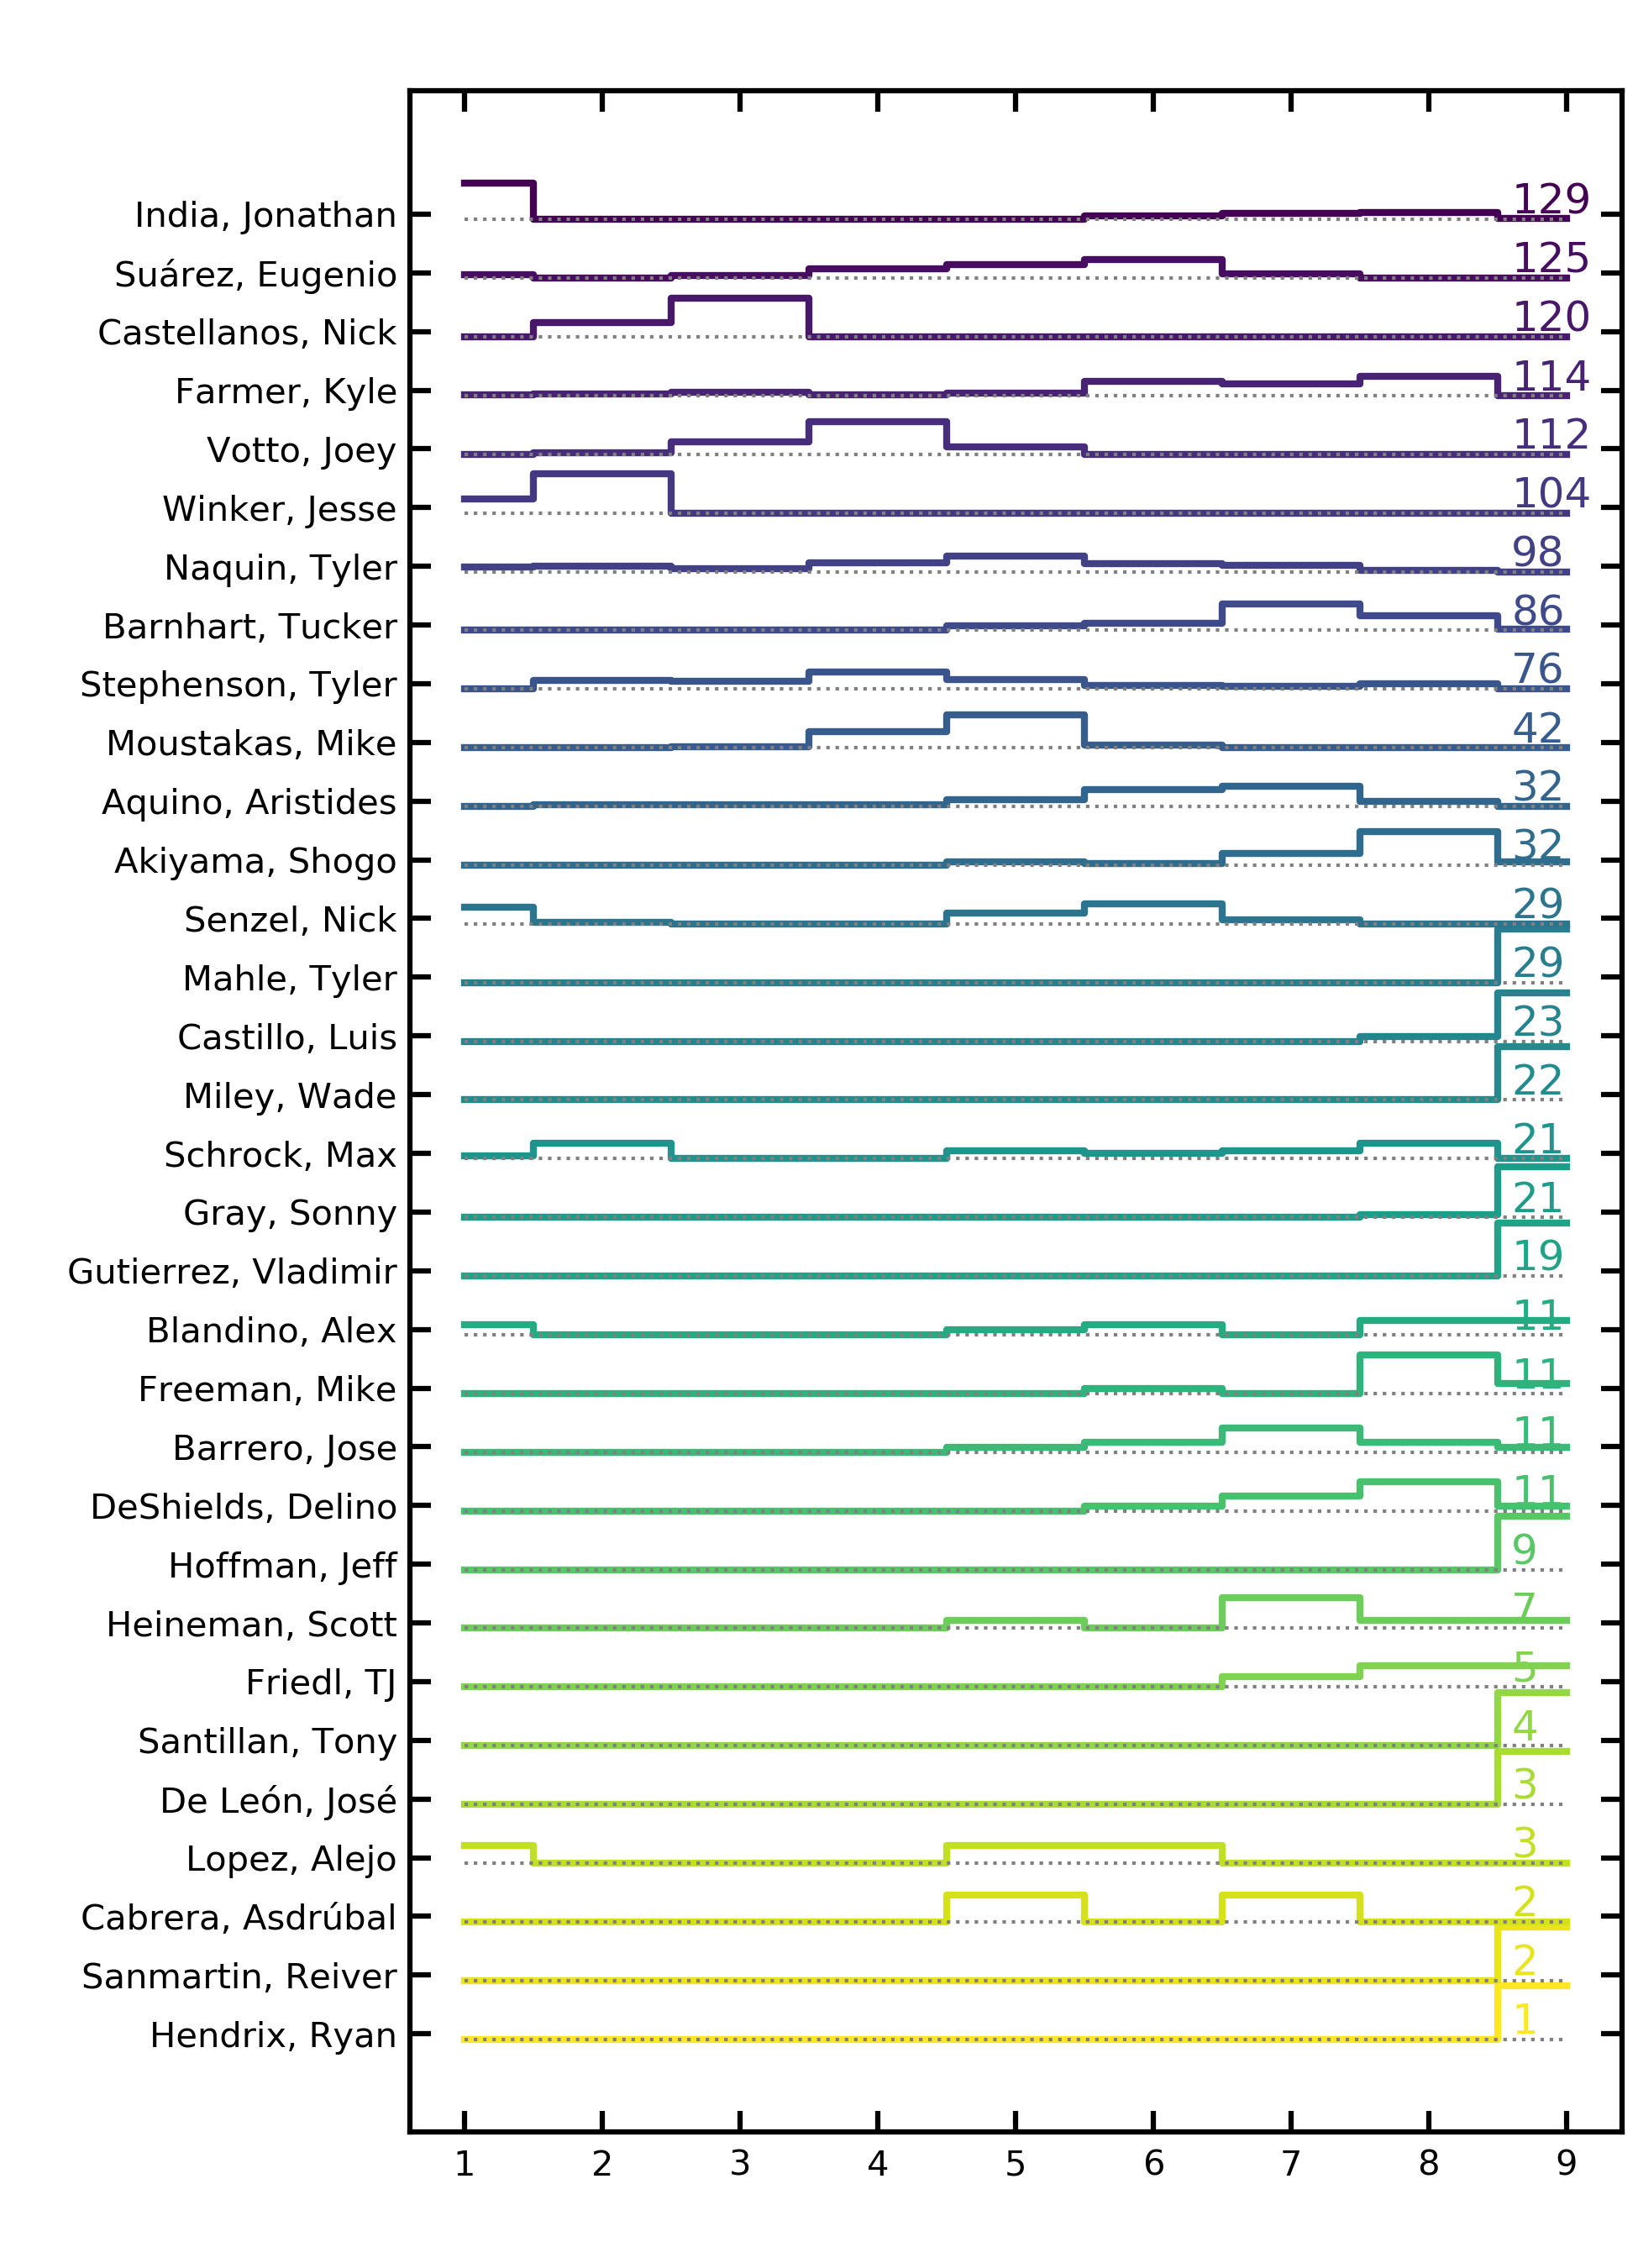 India, Jonathan 129
Suárez, Eugenio 125
Castellanos, Nick 120
Farmer, Kyle 114
Votto, Joey 112
Winker, Jesse 104
Naquin, Tyler 98
Barnhart, Tucker 86
Stephenson, Tyler 76
Moustakas, Mike 42
Aquino, Aristides 32
Akiyama, Shogo 32
Senzel, Nick 29
Mahle, Tyler 29
Castillo, Luis 23
Miley, Wade 22
Schrock, Max 21
Gray, Sonny 21
Gutierrez, Vladimir 19
Blandino, Alex 11
Freeman, Mike 11
Barrero, Jose 11
DeShields, Delino 11
Hoffman, Jeff 9
Heineman, Scott 7
Friedl, TJ 5
Santillan, Tony 4
De León, José 3
Lopez, Alejo 3
Cabrera, Asdrúbal 2
Sanmartin, Reiver 2
Hendrix, Ryan 1
1 2 3 4 5 6 7 8 9